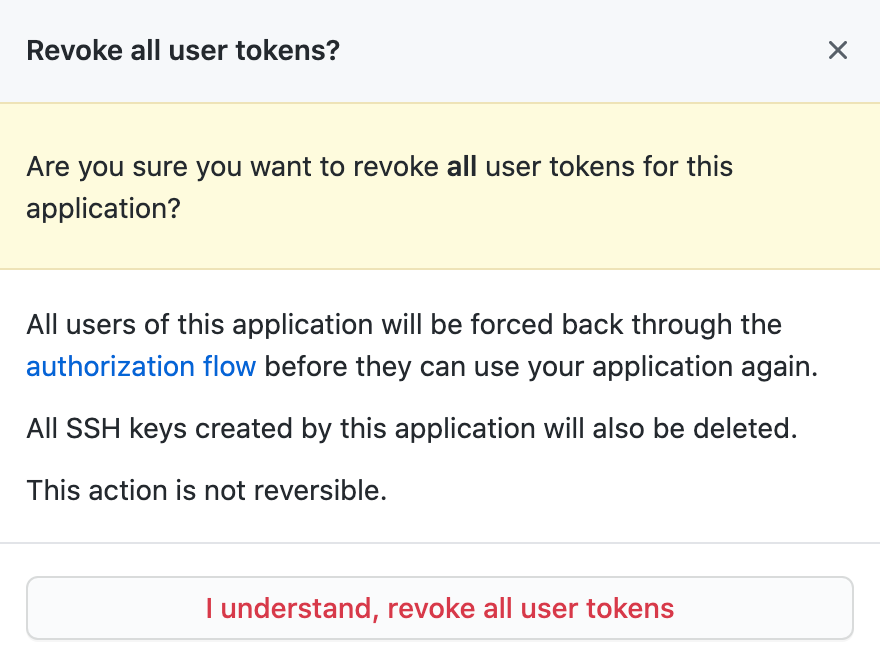 Revoke all user tokens?
Are you sure you want to revoke all user tokens for this
application?
All users of this application will be forced back through the
authorization flow before they can use your application again.
All SSH keys created by this application will also be deleted.
This action is not reversible.
I understand, revoke all user tokens